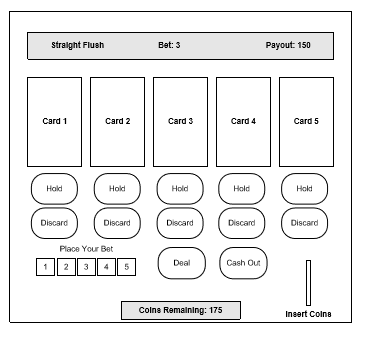 Straight Flush Bet: 3 Payout: 150
Card 1 Card 2 Card 3 Card 4 Card 5
Hold Hold Hold Hold Hold
Discard Discard Discard Discard Discard
Place Your Bet
1 2 3 4 5
Deal Cash Out
Coins Remaining: 175
Insert Coins